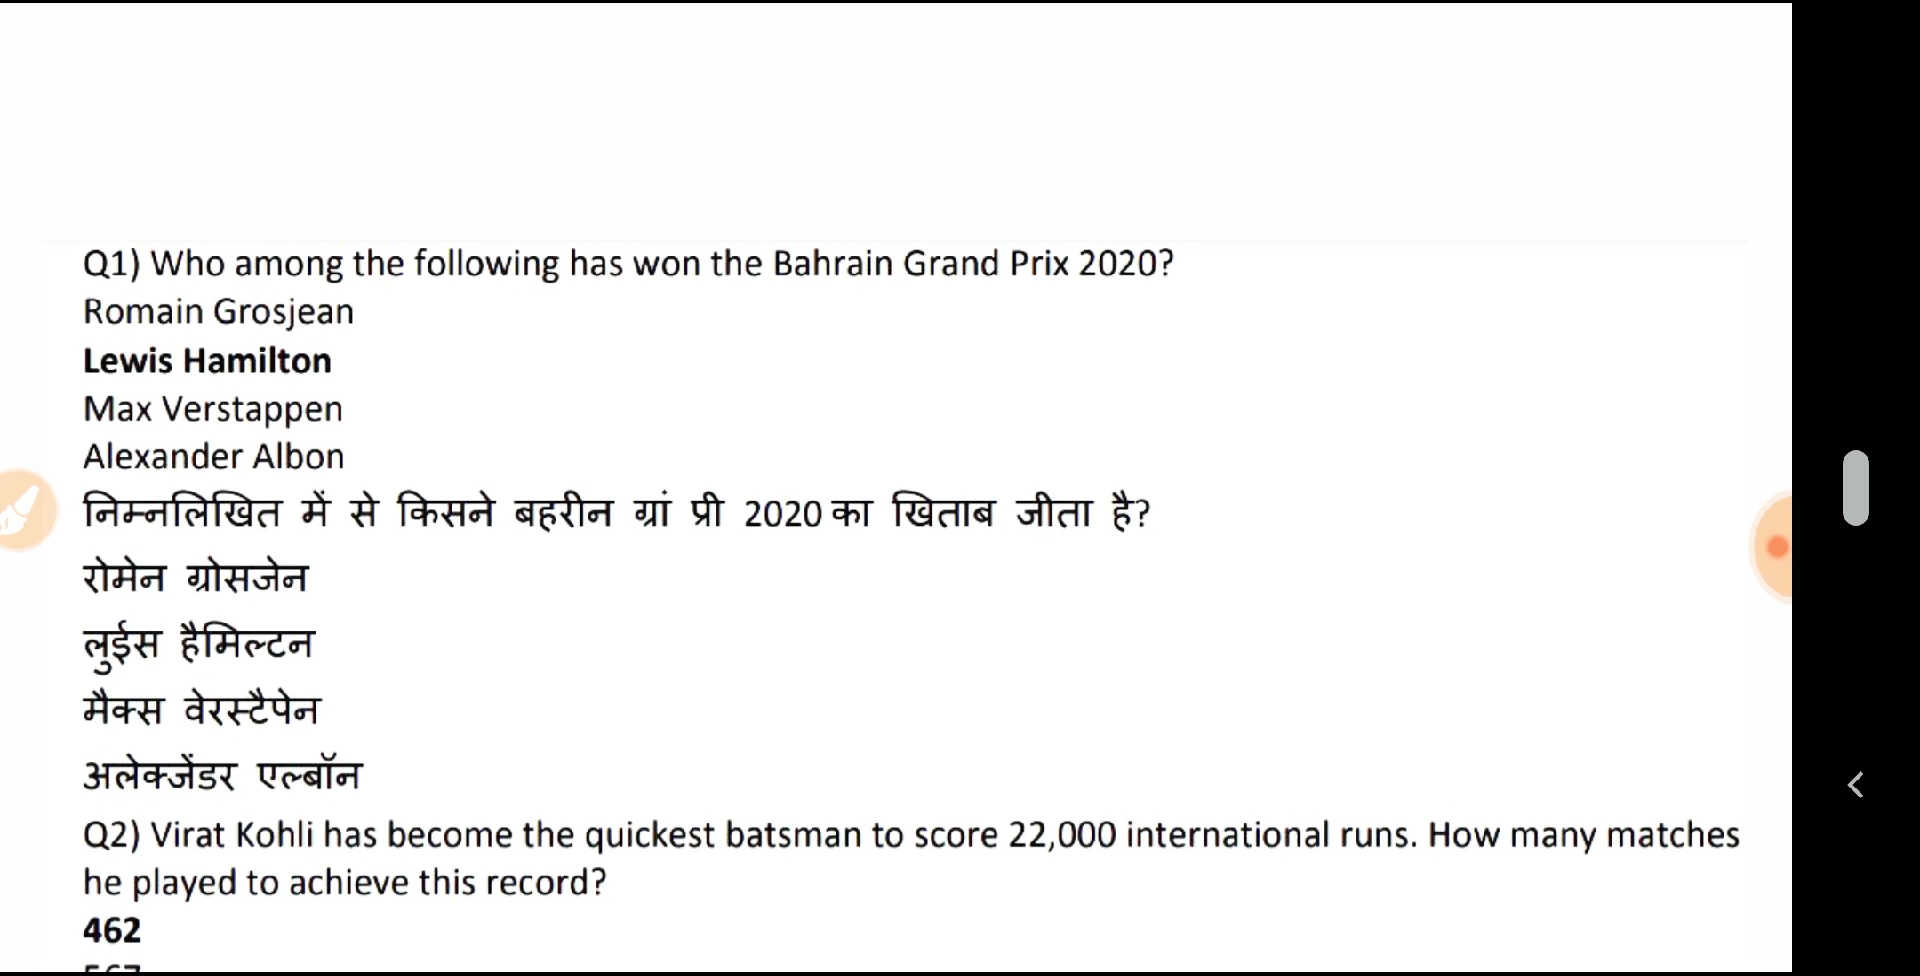 Q1) Who among the following has won the Bahrain Grand Prix 2020?
Romain Grosjean
Lewis Hamilton
Max Verstappen
Alexander Albon
निम्नलिखित में से किसने बहरीन ग्रां प्री 2020 का खिताब जीता है?
रोमेन ग्रोसजेन
लुईस हैमिल्टन
मैक्स वेरस्टैपेन
अलेक्जेंडर एल्बॉन
Q2) Virat Kohli has become the quickest batsman to score 22,000 international runs. How many matches
he played to achieve this record?
462